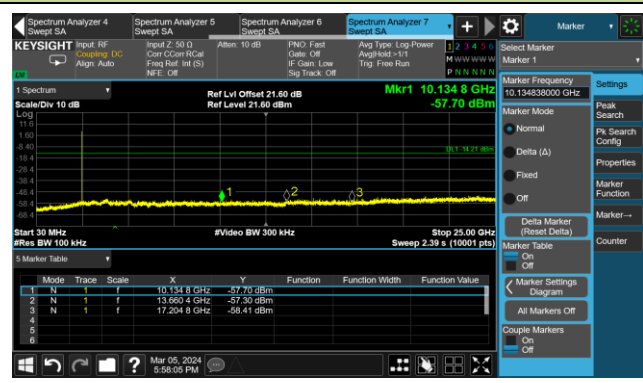 Spectrum Analyzer 4
Swept SA
Spectrum Analyzer 5
Swept SA
Spectrum Analyzer 6
Swept SA
Spectrum Analyzer 7
Swept SA
Marker
KEYSIGHT
Input: RF
Coupling: DC
Align: Auto
Input Z: 50 Ω
Corr CCorr RCal
Freq Ref: Int (S)
NFE: Off
Atten: 10 dB
PNO: Fast
Gate: Off
IF Gain: Low
Sig Track: Off
Avg Type: Log-Power
Avg|Hold:>1/1
Trig: Free Run
1 2 3 4 5 6
M W W W W W
P N N N N N
Select Marker
Marker 1
1 Spectrum
Scale/Div 10 dB
Log
Ref Lvl Offset 21.60 dB
Ref Level 21.60 dBm
Mkr1 10.134 8 GHz
-57.70 dBm
11.6
1.60
-8.40
-18.4
-28.4
-38.4
-48.4
-58.4
-68.4
DL1 -14.21 dBm
1
2
3
Start 30 MHz
#Res BW 100 kHz
#Video BW 300 kHz
Stop 25.00 GHz
Sweep 2.39 s (10001 pts)
5 Marker Table
Mode Trace Scale X Y Function Function Width Function Value
1 N 1 f 10.134 8 GHz -57.70 dBm
2 N 1 f 13.660 4 GHz -57.30 dBm
3 N 1 f 17.204 8 GHz -58.41 dBm
4
5
6
Marker Frequency
10.134838000 GHz
Marker Mode
Normal
Delta (Δ)
Fixed
Off
Delta Marker
(Reset Delta)
Marker Table
On
Off
Marker Settings
Diagram
All Markers Off
Couple Markers
On
Off
Settings
Peak
Search
Pk Search
Config
Properties
Marker
Function
Marker→
Counter
?
Mar 05, 2024
5:58:05 PM